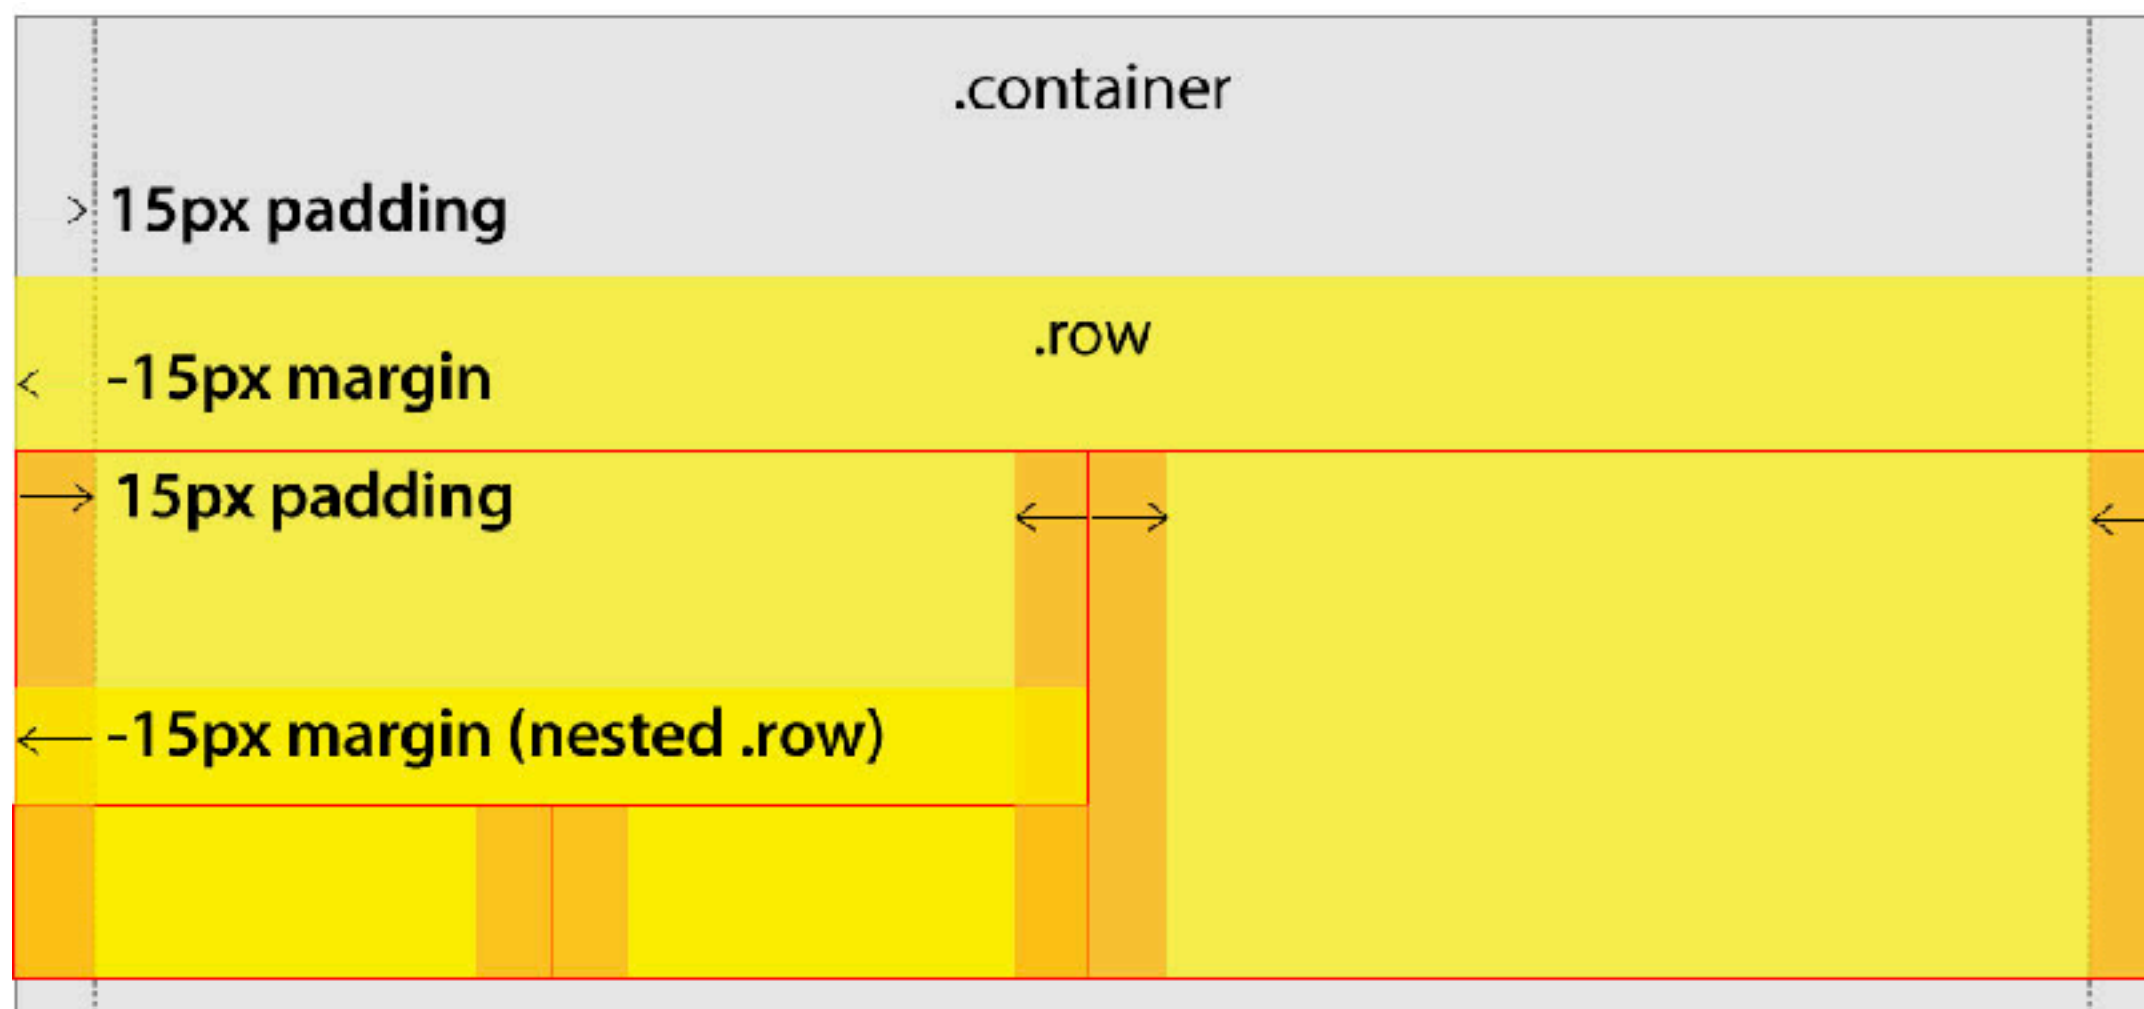 .container
15px padding
.row
-15px margin
15px padding
-15px margin (nested .row)